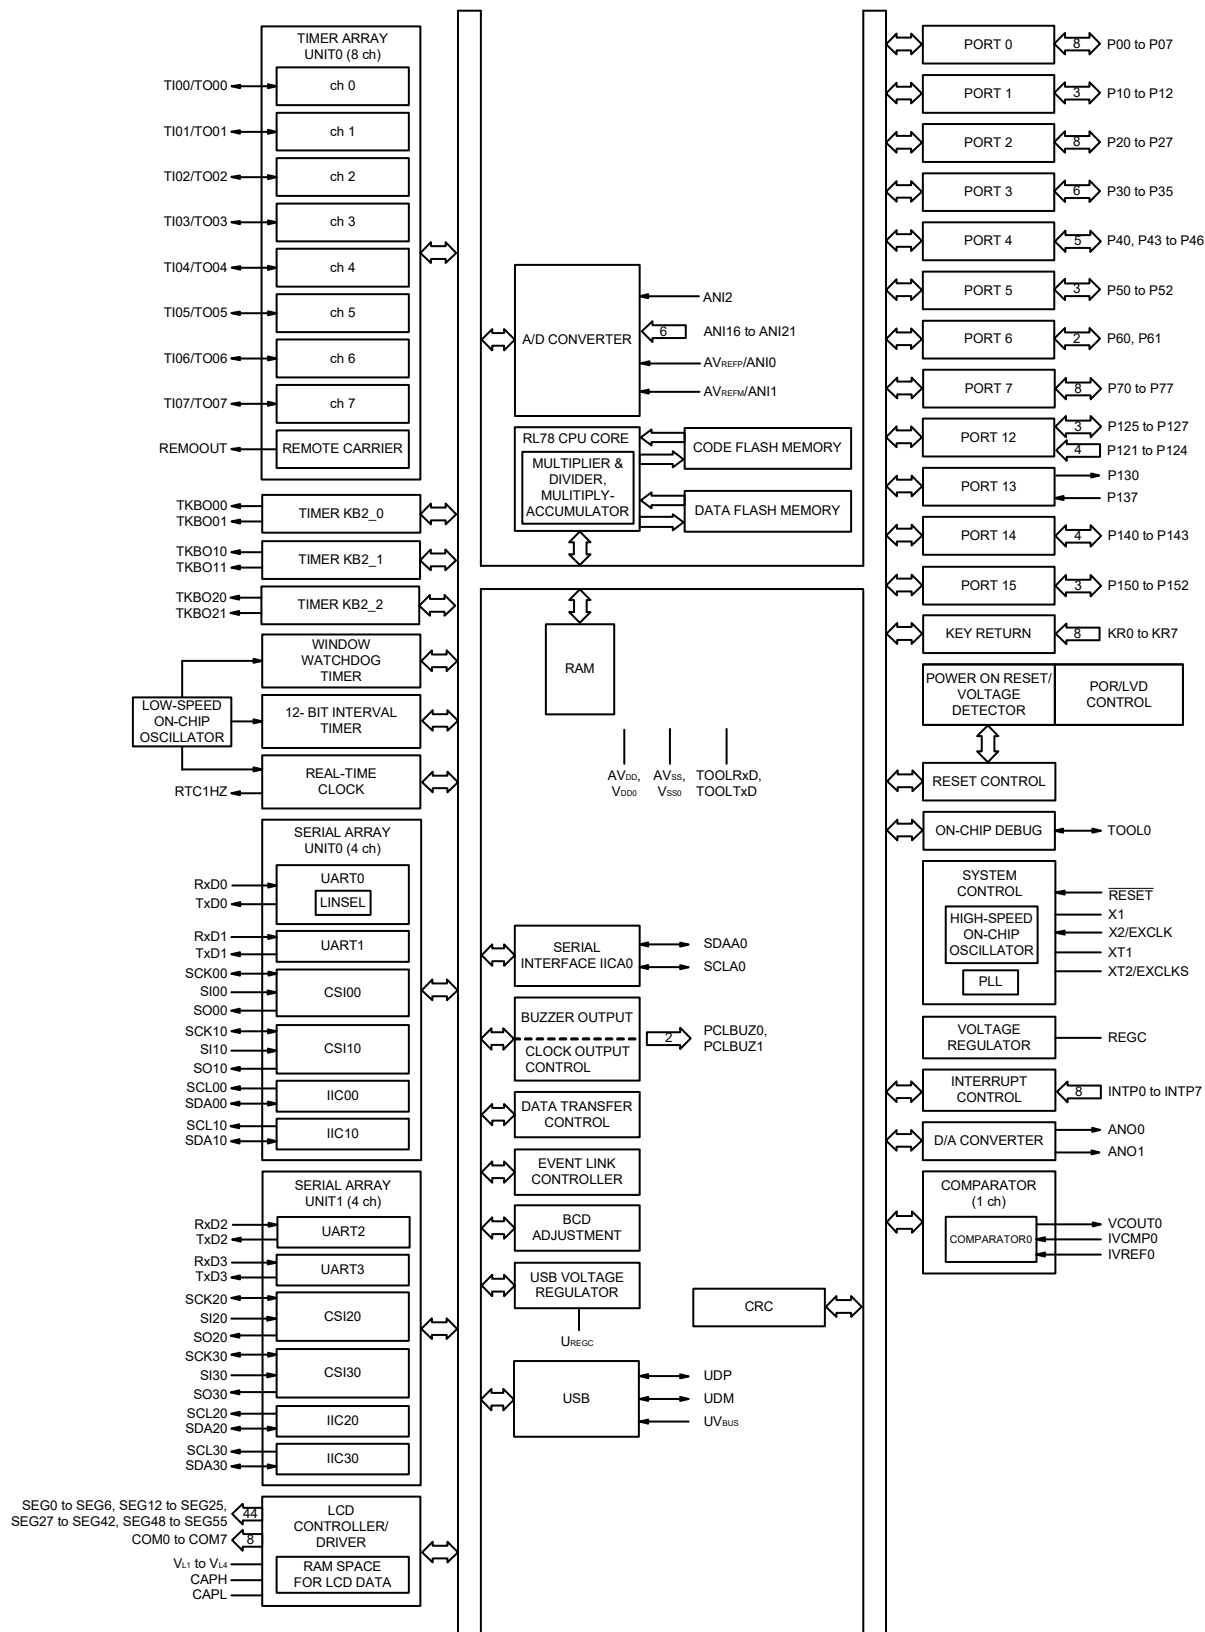 TIMER ARRAY
UNIT0 (8 ch)
TI00/TO00
ch 0
TI01/TO01
ch 1
TI02/TO02
ch 2
TI03/TO03
ch 3
TI04/TO04
ch 4
TI05/TO05
ch 5
TI06/TO06
ch 6
TI07/TO07
ch 7
REMOOUT
REMOTE CARRIER
TKBO00
TKBO01
TIMER KB2_0
TKBO10
TKBO11
TIMER KB2_1
TKBO20
TKBO21
TIMER KB2_2
WINDOW
WATCHDOG
TIMER
LOW-SPEED
ON-CHIP
OSCILLATOR
12- BIT INTERVAL
TIMER
REAL-TIME
CLOCK
RTC1HZ
SERIAL ARRAY
UNIT0 (4 ch)
RxD0
TxD0
UART0
LINSEL
RxD1
TxD1
UART1
SCK00
SI00
SO00
CSI00
SCK10
SI10
SO10
CSI10
SCL00
SDA00
IIC00
SCL10
SDA10
IIC10
SERIAL ARRAY
UNIT1 (4 ch)
RxD2
TxD2
UART2
RxD3
TxD3
UART3
SCK20
SI20
SO20
CSI20
SCK30
SI30
SO30
CSI30
SCL20
SDA20
IIC20
SCL30
SDA30
IIC30
SEG0 to SEG6, SEG12 to SEG25,
SEG27 to SEG42, SEG48 to SEG55
44
COM0 to COM7
8
VL1 to VL4
CAPH
CAPL
LCD
CONTROLLER/
DRIVER
RAM SPACE
FOR LCD DATA
A/D CONVERTER
ANI2
6
ANI16 to ANI21
AVREFP/ANI0
AVREFM/ANI1
RL78 CPU CORE
MULTIPLIER &
DIVIDER,
MULITIPLY-
ACCUMULATOR
CODE FLASH MEMORY
DATA FLASH MEMORY
RAM
AVDD,
VDD0
AVSS,
VSS0
TOOLRxD,
TOOLTxD
SERIAL
INTERFACE IICA0
SDAA0
SCLA0
BUZZER OUTPUT
CLOCK OUTPUT
CONTROL
2
PCLBUZ0,
PCLBUZ1
DATA TRANSFER
CONTROL
EVENT LINK
CONTROLLER
BCD
ADJUSTMENT
USB VOLTAGE
REGULATOR
UREGC
CRC
USB
UDP
UDM
UVBUS
PORT 0
8
P00 to P07
PORT 1
3
P10 to P12
PORT 2
8
P20 to P27
PORT 3
6
P30 to P35
PORT 4
5
P40, P43 to P46
PORT 5
3
P50 to P52
PORT 6
2
P60, P61
PORT 7
8
P70 to P77
PORT 12
3
P125 to P127
4
P121 to P124
PORT 13
P130
P137
PORT 14
4
P140 to P143
PORT 15
3
P150 to P152
KEY RETURN
8
KR0 to KR7
POWER ON RESET/
VOLTAGE
DETECTOR
POR/LVD
CONTROL
RESET CONTROL
ON-CHIP DEBUG
TOOL0
SYSTEM
CONTROL
HIGH-SPEED
ON-CHIP
OSCILLATOR
PLL
RESET
X1
X2/EXCLK
XT1
XT2/EXCLKS
VOLTAGE
REGULATOR
REGC
INTERRUPT
CONTROL
8
INTP0 to INTP7
D/A CONVERTER
ANO0
ANO1
COMPARATOR
(1 ch)
COMPARATOR0
VCOUT0
IVCMP0
IVREF0